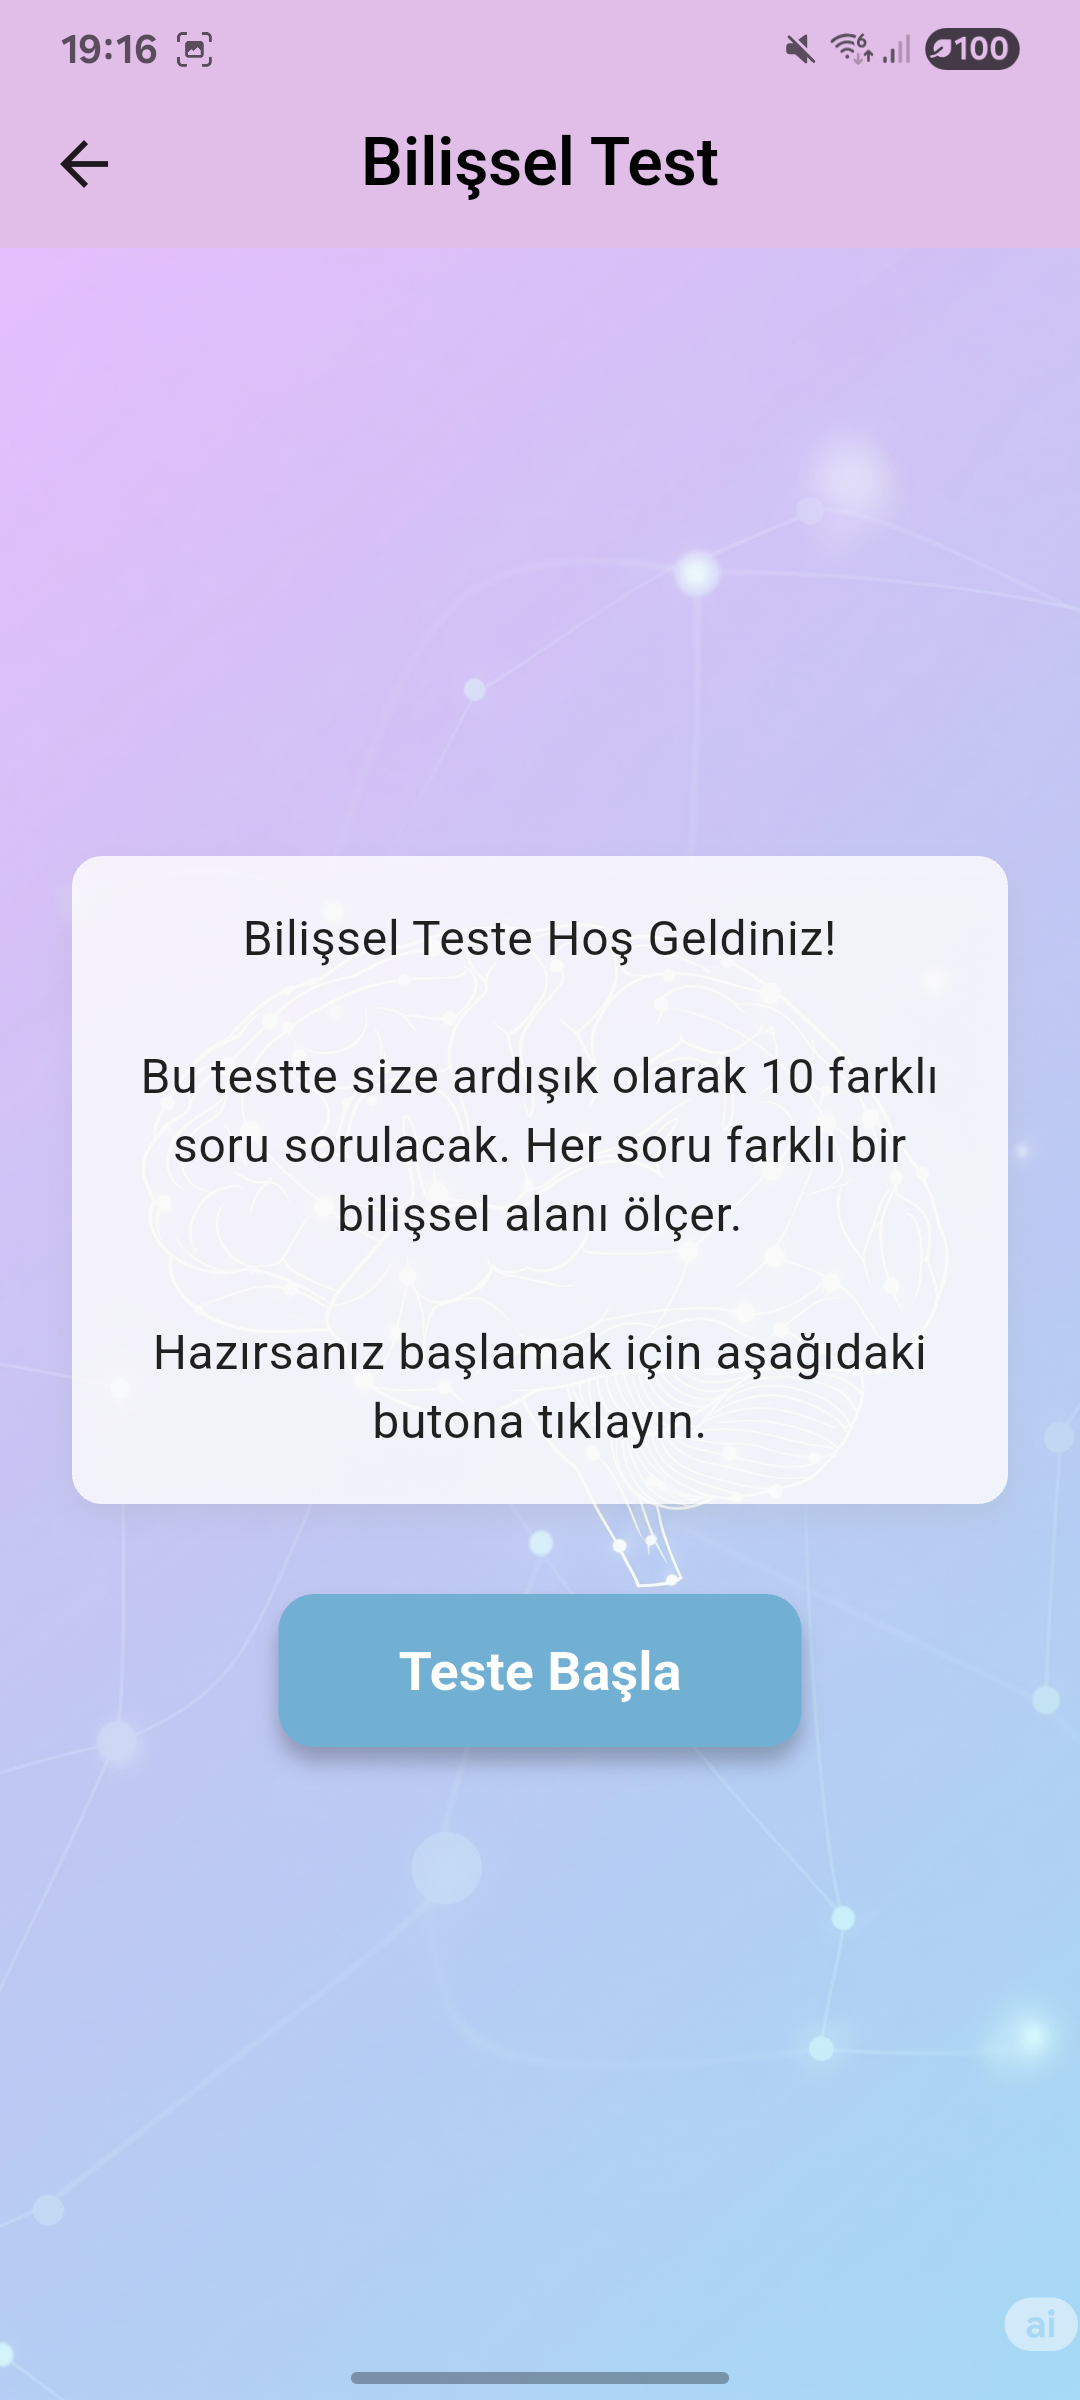 19:16
6
100
Bilişsel Test
Bilişsel Teste Hoş Geldiniz!
Bu testte size ardışık olarak 10 farklı
soru sorulacak. Her soru farklı bir
bilişsel alanı ölçer.
Hazırsanız başlamak için aşağıdaki
butona tıklayın.
Teste Başla
ai